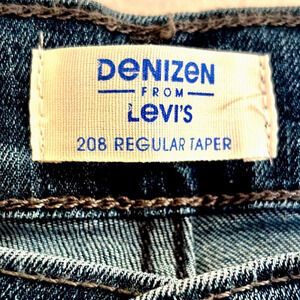 DENIZEN
FROM
LEVI'S
208 REGULAR TAPER